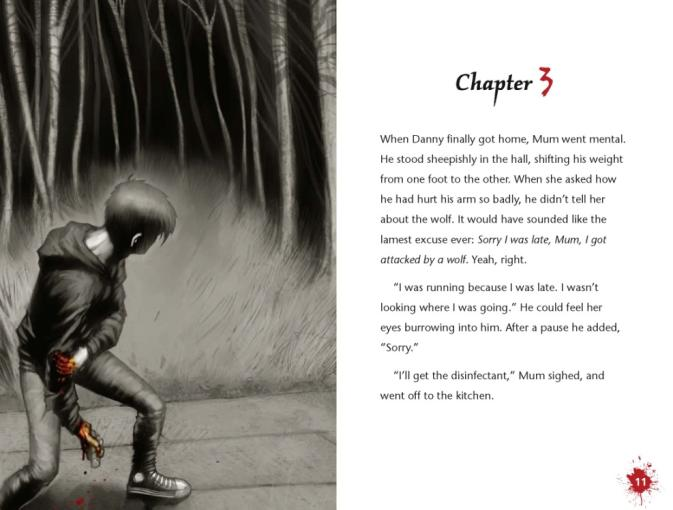 Chapter 3
When Danny finally got home, Mum went mental.
He stood sheepishly in the hall, shifting his weight
from one foot to the other. When she asked how
he had hurt his arm so badly, he didn’t tell her
about the wolf. It would have sounded like the
lamest excuse ever: Sorry I was late, Mum, I got
attacked by a wolf. Yeah, right.
“I was running because I was late. I wasn’t
looking where I was going.” He could feel her
eyes burrowing into him. After a pause he added,
“Sorry.”
“I’ll get the disinfectant,” Mum sighed, and
went off to the kitchen.
11